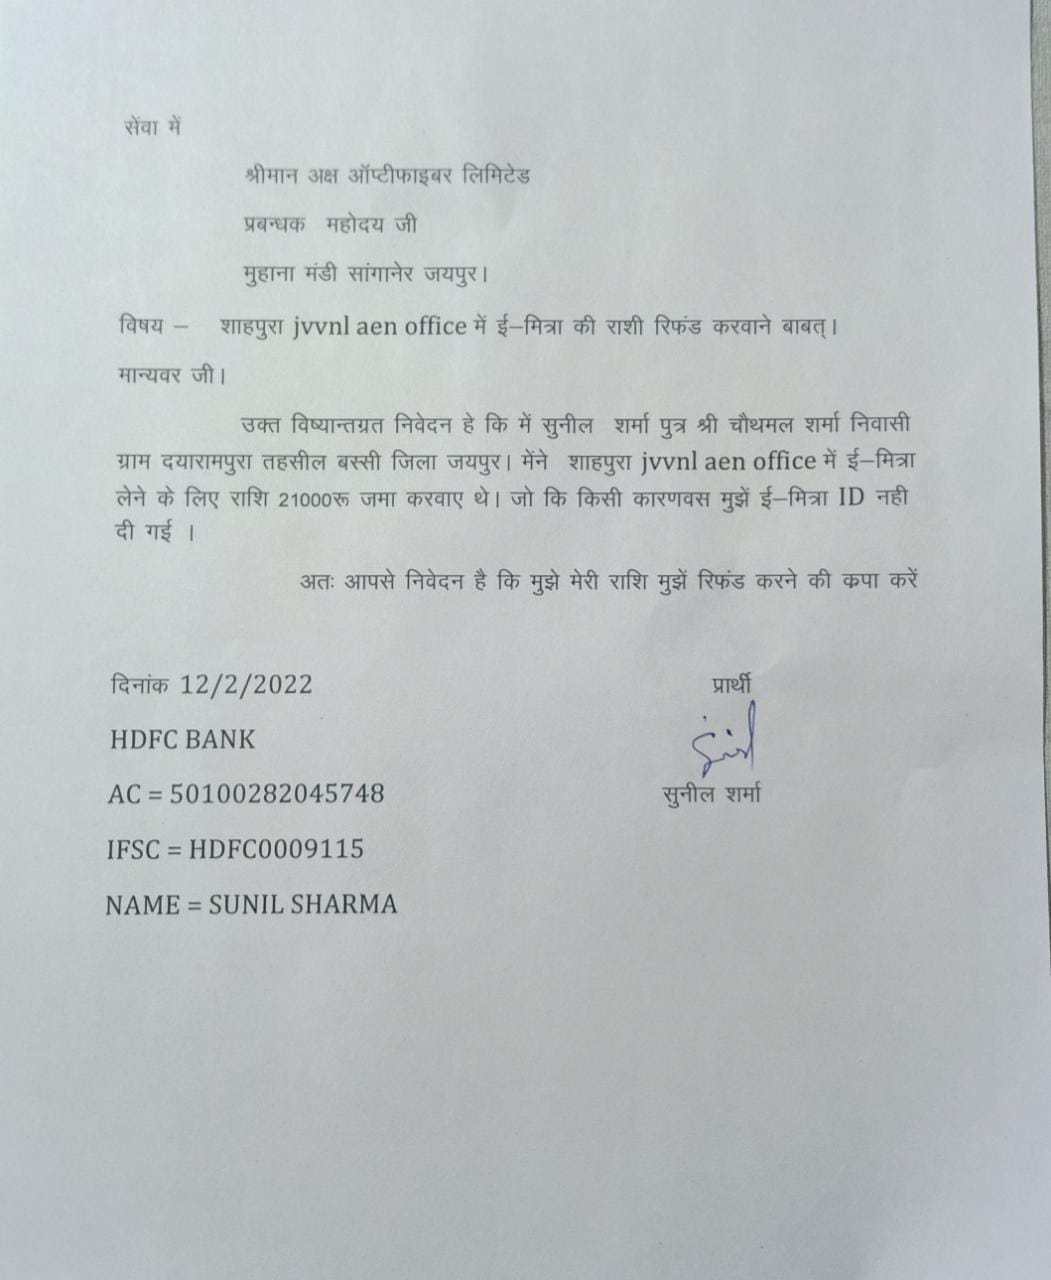 सेंवा में
श्रीमान अक्ष ऑप्टीफाइबर लिमिटेड
प्रबन्धक महोदय जी
मुहाना मंडी सांगानेर जयपुर।
विषय – शाहपुरा jvvnl aen office में ई–मित्रा की राशी रिफंड करवाने बाबत्।
मान्यवर जी।
उक्त विष्यान्तग्रत निवेदन हे कि में सुनील शर्मा पुत्र श्री चौथमल शर्मा निवासी
ग्राम दयारामपुरा तहसील बस्सी जिला जयपुर। मेंने शाहपुरा jvvnl aen office में ई–मित्रा
लेने के लिए राशि 21000रू जमा करवाए थे। जो कि किसी कारणवस मुझें ई–मित्रा ID नही
दी गई ।
अतः आपसे निवेदन है कि मुझे मेरी राशि मुझें रिफंड करने की कपा करें
दिनांक 12/2/2022
प्रार्थी
HDFC BANK
AC = 50100282045748
सुनील शर्मा
IFSC = HDFC0009115
NAME = SUNIL SHARMA